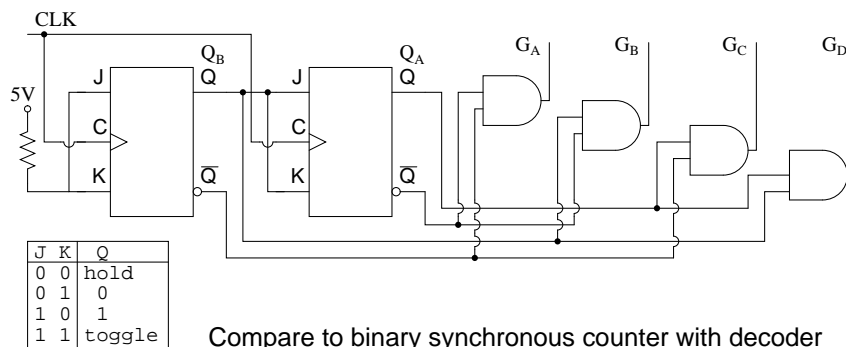 CLK
Q_B Q_A G_A G_B G_C G_D
J Q J Q
5V
C C
K Q̅ K Q̅
J K Q
0 0 hold
0 1 0
1 0 1
1 1 toggle
Compare to binary synchronous counter with decoder